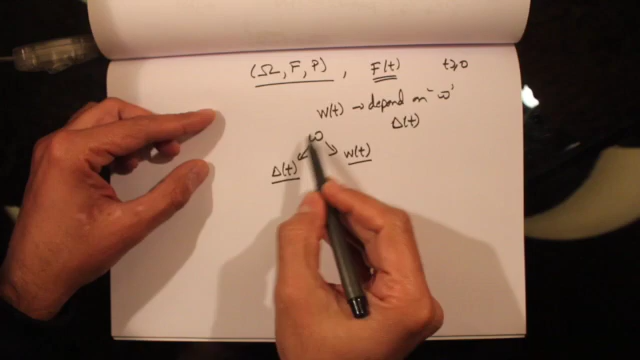 (Ω, F, P), F(t) t≥0
W(t) → depend on 'ω'
Δ(t)
ω
Δ(t) W(t)